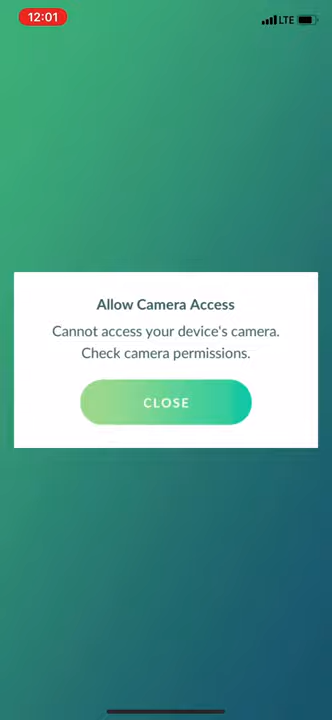 12:01
LTE
Allow Camera Access
Cannot access your device's camera.
Check camera permissions.
CLOSE